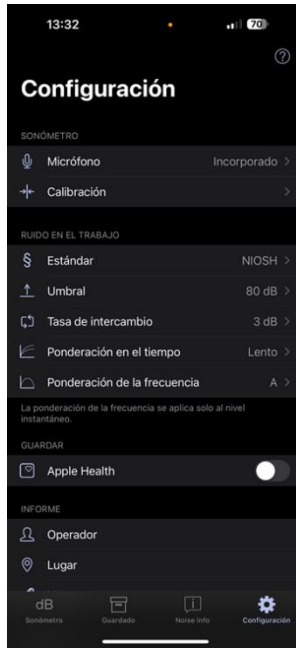 13:32
70
Configuración
SONÓMETRO
Micrófono Incorporado
Calibración
RUIDO EN EL TRABAJO
§ Estándar NIOSH
Umbral 80 dB
Tasa de intercambio 3 dB
Ponderación en el tiempo Lento
Ponderación de la frecuencia A
La ponderación de la frecuencia se aplica solo al nivel
instantáneo.
GUARDAR
Apple Health
INFORME
Operador
Lugar
dB
Sonómetro Guardado Noise Info Configuración